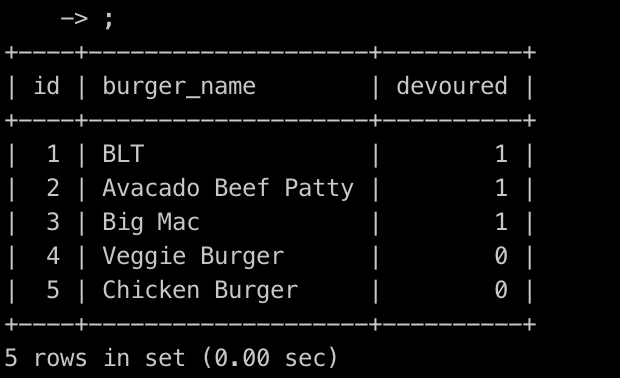 -> ;
+----+--------------------+----------+
| id | burger_name        | devoured |
+----+--------------------+----------+
|  1 | BLT                |        1 |
|  2 | Avacado Beef Patty |        1 |
|  3 | Big Mac            |        1 |
|  4 | Veggie Burger      |        0 |
|  5 | Chicken Burger     |        0 |
+----+--------------------+----------+
5 rows in set (0.00 sec)